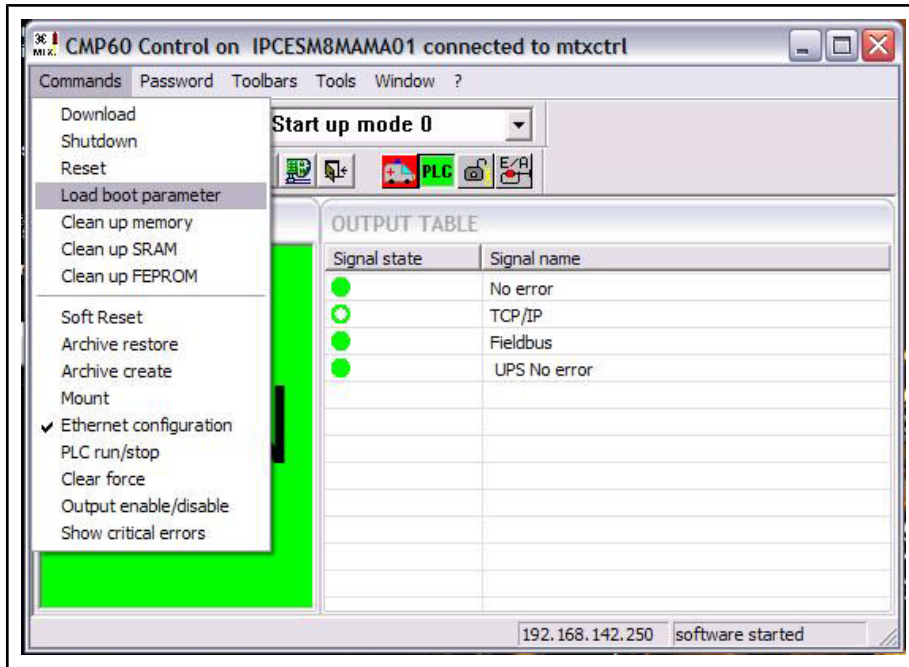 CMP60 Control on IPCESM8MAMA01 connected to mtxctrl
Commands Password Toolbars Tools Window ?
Start up mode 0
PLC E/A
Download
Shutdown
Reset
Load boot parameter
Clean up memory
Clean up SRAM
Clean up FEPROM
Soft Reset
Archive restore
Archive create
Mount
Ethernet configuration
PLC run/stop
Clear force
Output enable/disable
Show critical errors
OUTPUT TABLE
Signal state Signal name
No error
TCP/IP
Fieldbus
UPS No error
192.168.142.250 software started